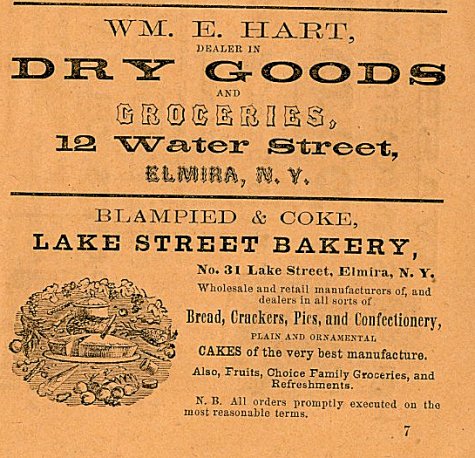 WM. E. HART,
DEALER IN
DRY GOODS
AND
GROCERIES,
12 Water Street,
ELMIRA, N. Y.
BLAMPIED & COKE,
LAKE STREET BAKERY,
No. 31 Lake Street, Elmira, N. Y.
Wholesale and retail manufacturers of, and
dealers in all sorts of
Bread, Crackers, Pies, and Confectionery,
PLAIN AND ORNAMENTAL
CAKES of the very best manufacture.
Also, Fruits, Choice Family Groceries, and
Refreshments.
N. B. All orders promptly executed on the
most reasonable terms.
7